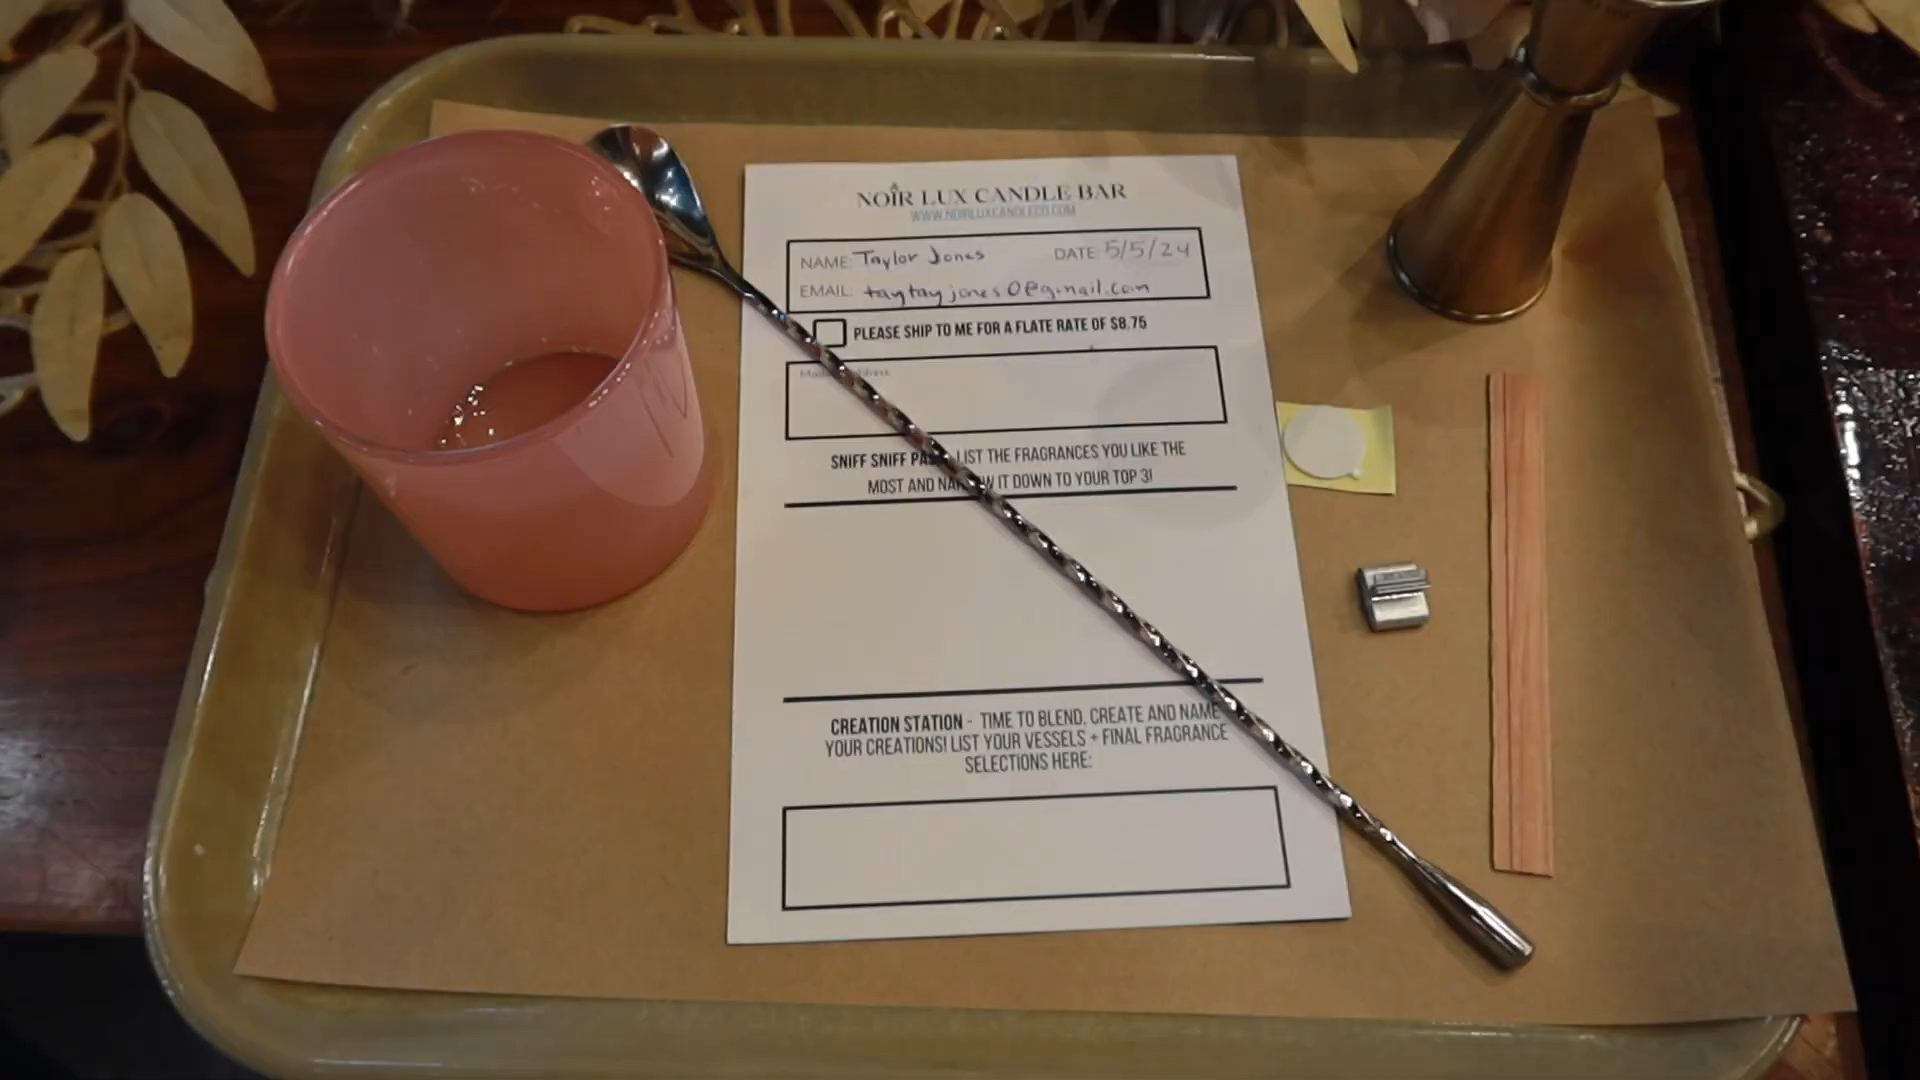 NOIR LUX CANDLE BAR
WWW.NOIRLUXCANDLECO.COM
NAME: Taylor Jones DATE: 5/5/24
EMAIL: taytayjones0@gmail.com
PLEASE SHIP TO ME FOR A FLATE RATE OF $8.75
SNIFF SNIFF LIST THE FRAGRANCES YOU LIKE THE
MOST AND NARROW IT DOWN TO YOUR TOP 3!
CREATION STATION - TIME TO BLEND, CREATE AND NAME
YOUR CREATIONS! LIST YOUR VESSELS + FINAL FRAGRANCE
SELECTIONS HERE: